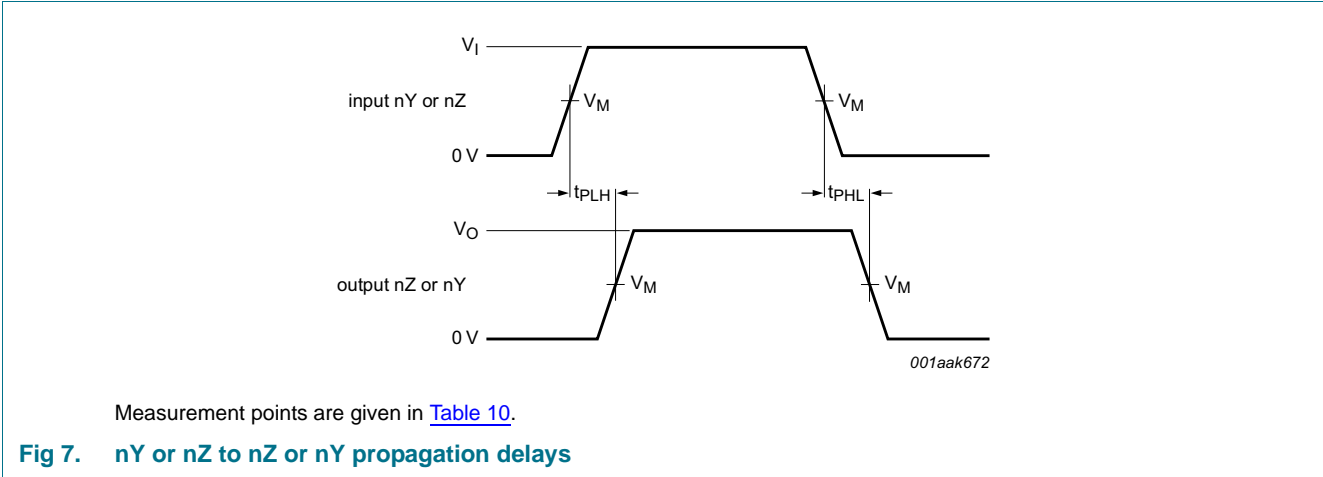 V_I
input nY or nZ
V_M
V_M
0 V
t_PLH
t_PHL
V_O
output nZ or nY
V_M
V_M
0 V
001aak672
Measurement points are given in Table 10.
Fig 7. nY or nZ to nZ or nY propagation delays